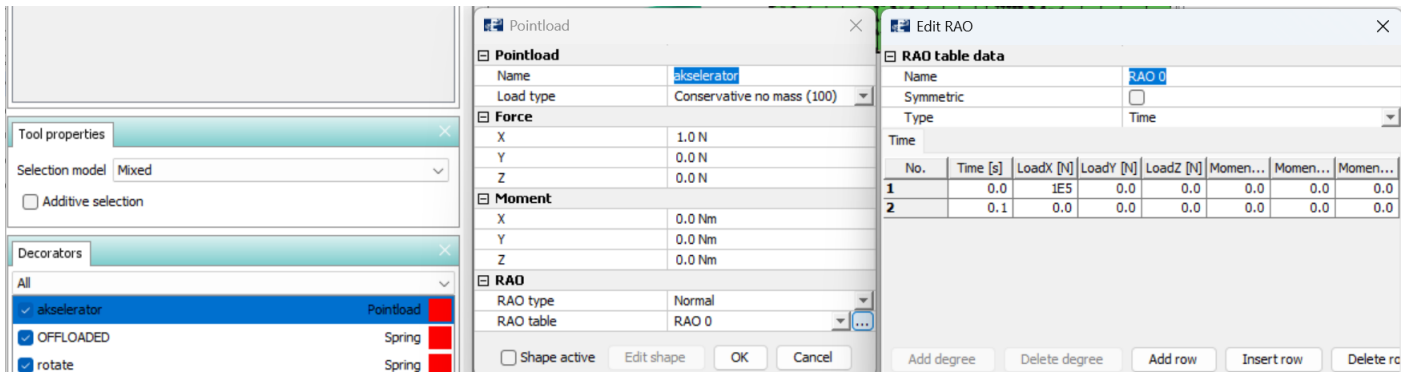 Tool properties
Selection model Mixed
Additive selection
Decorators
All
akselerator Pointload
OFFLOADED Spring
rotate Spring
Pointload
Pointload
Name akselerator
Load type Conservative no mass (100)
Force
X 1.0 N
Y 0.0 N
Z 0.0 N
Moment
X 0.0 Nm
Y 0.0 Nm
Z 0.0 Nm
RAO
RAO type Normal
RAO table RAO 0 ...
Shape active Edit shape OK Cancel
Edit RAO
RAO table data
Name RAO 0
Symmetric
Type Time
Time
No. Time [s] LoadX [N] LoadY [N] LoadZ [N] Momen... Momen... Momen...
1 0.0 1E5 0.0 0.0 0.0 0.0 0.0
2 0.1 0.0 0.0 0.0 0.0 0.0 0.0
Add degree Delete degree Add row Insert row Delete ro